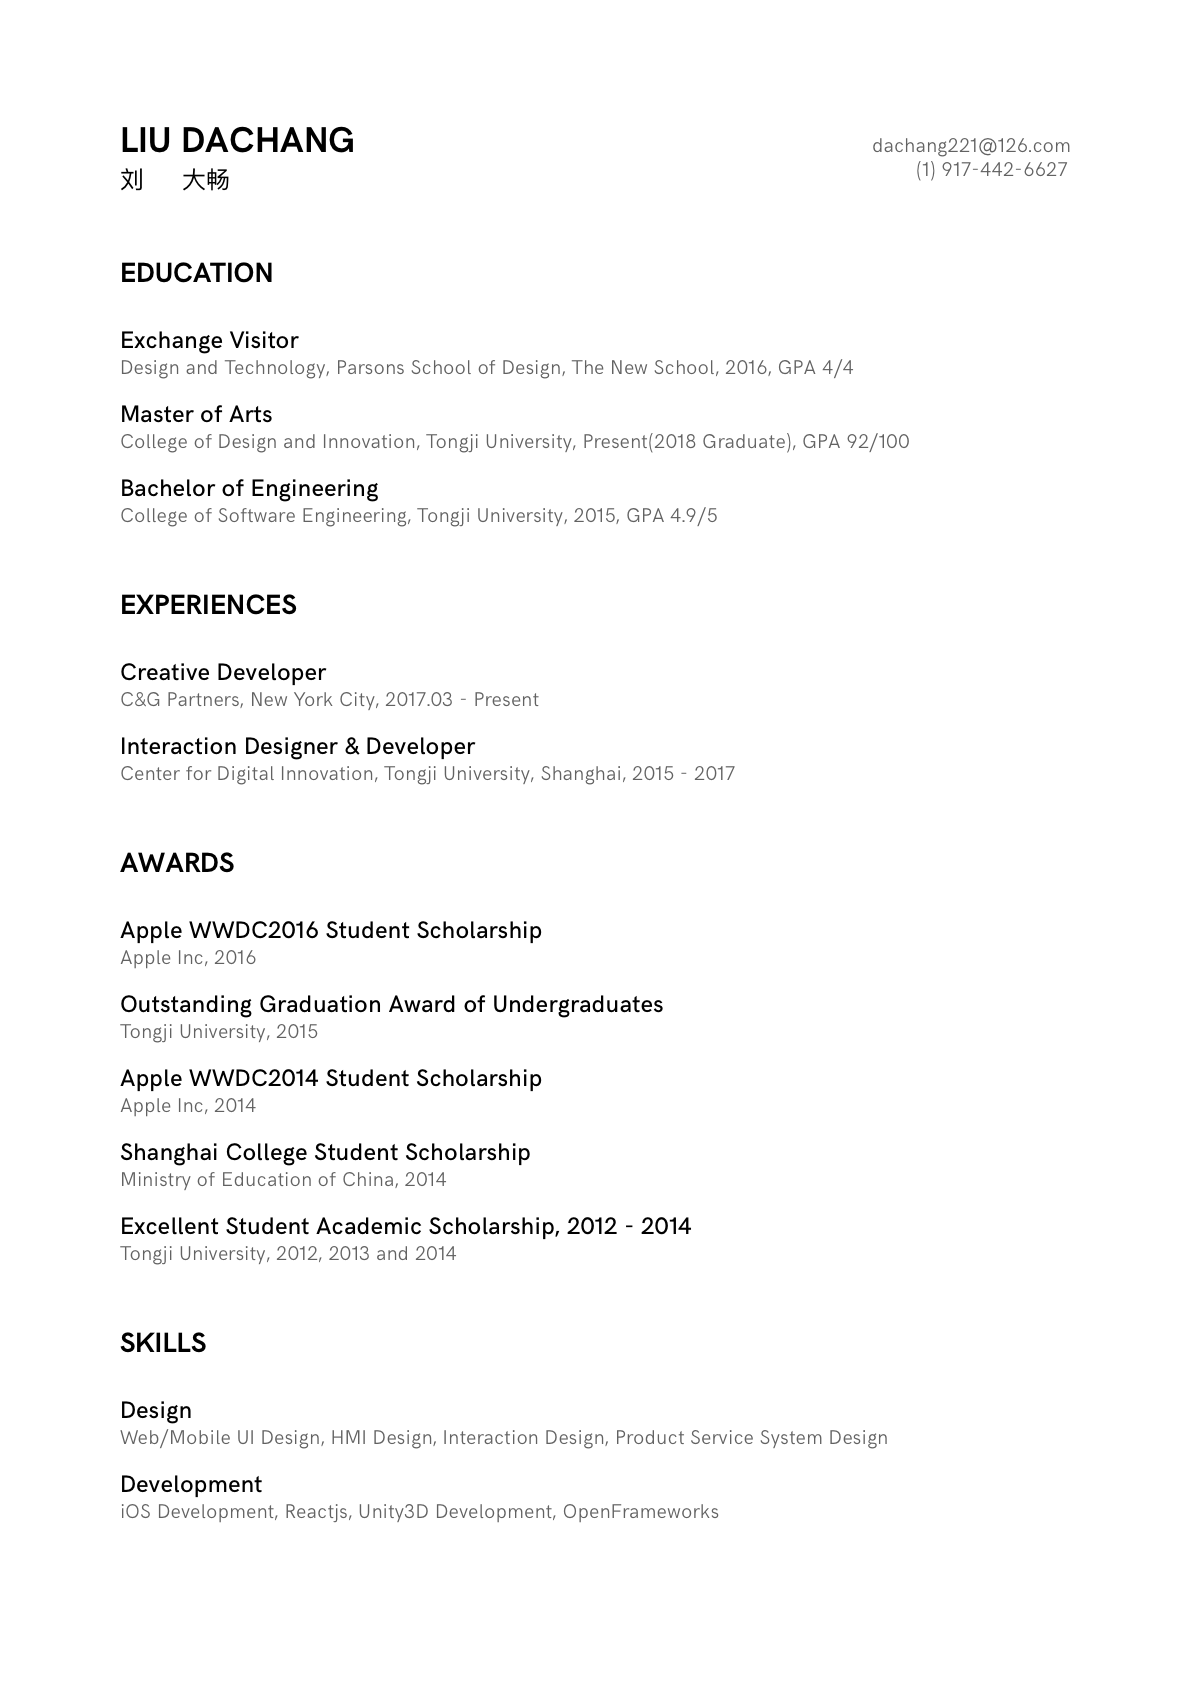 LIU DACHANG
刘 大畅
dachang221@126.com
(1) 917-442-6627
EDUCATION
Exchange Visitor
Design and Technology, Parsons School of Design, The New School, 2016, GPA 4/4
Master of Arts
College of Design and Innovation, Tongji University, Present(2018 Graduate), GPA 92/100
Bachelor of Engineering
College of Software Engineering, Tongji University, 2015, GPA 4.9/5
EXPERIENCES
Creative Developer
C&G Partners, New York City, 2017.03 - Present
Interaction Designer & Developer
Center for Digital Innovation, Tongji University, Shanghai, 2015 - 2017
AWARDS
Apple WWDC2016 Student Scholarship
Apple Inc, 2016
Outstanding Graduation Award of Undergraduates
Tongji University, 2015
Apple WWDC2014 Student Scholarship
Apple Inc, 2014
Shanghai College Student Scholarship
Ministry of Education of China, 2014
Excellent Student Academic Scholarship, 2012 - 2014
Tongji University, 2012, 2013 and 2014
SKILLS
Design
Web/Mobile UI Design, HMI Design, Interaction Design, Product Service System Design
Development
iOS Development, Reactjs, Unity3D Development, OpenFrameworks